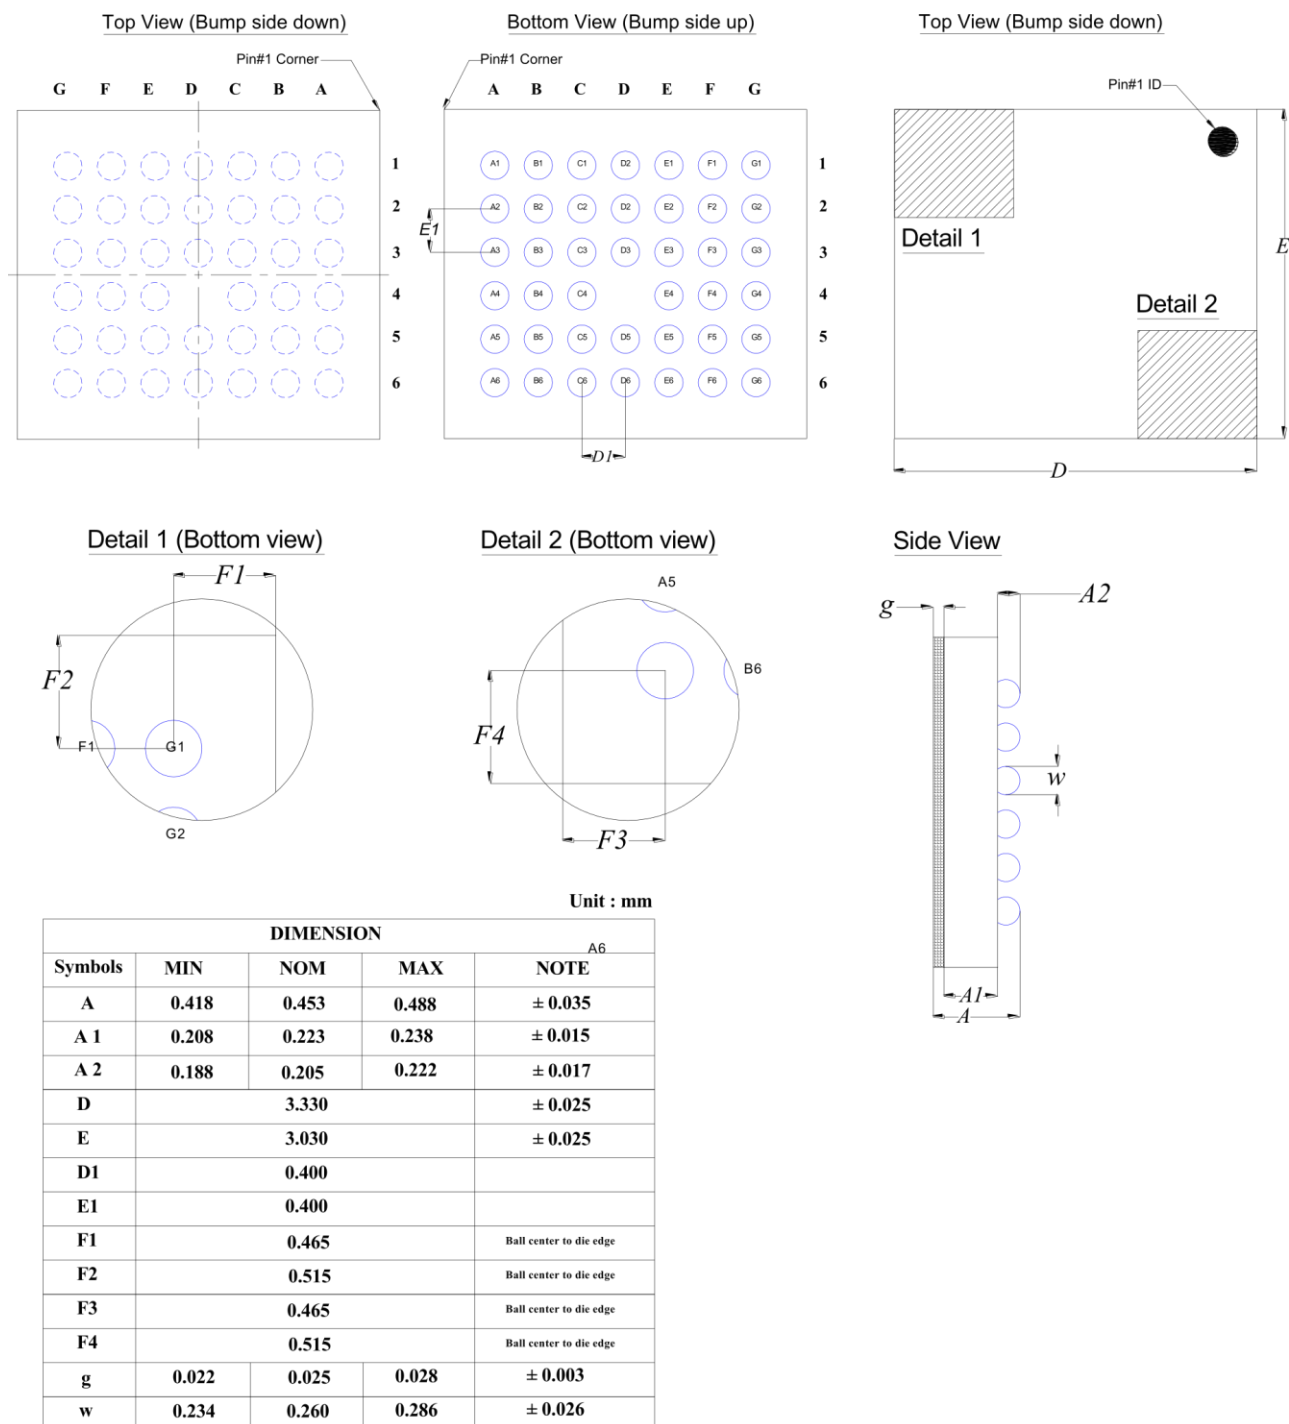 Top View (Bump side down)
Bottom View (Bump side up)
Top View (Bump side down)
Pin#1 Corner
Pin#1 Corner
Pin#1 ID
G F E D C B A
A B C D E F G
1
A1 B1 C1 D2 E1 F1 G1
1
2
A2 B2 C2 D2 E2 F2 G2
2
E1
3
A3 B3 C3 D3 E3 F3 G3
3
4
A4 B4 C4 E4 F4 G4
4
5
A5 B5 C5 D5 E5 F5 G5
5
6
A6 B6 C6 D6 E6 F6 G6
6
D1
Detail 1
Detail 2
E
D
Detail 1 (Bottom view)
F1
F2
F1
G1
G2
Detail 2 (Bottom view)
A5
B6
F4
F3
Side View
g
A2
w
A1
A
Unit : mm
DIMENSION
A6
Symbols MIN NOM MAX NOTE
A 0.418 0.453 0.488 ± 0.035
A 1 0.208 0.223 0.238 ± 0.015
A 2 0.188 0.205 0.222 ± 0.017
D 3.330 ± 0.025
E 3.030 ± 0.025
D1 0.400
E1 0.400
F1 0.465 Ball center to die edge
F2 0.515 Ball center to die edge
F3 0.465 Ball center to die edge
F4 0.515 Ball center to die edge
g 0.022 0.025 0.028 ± 0.003
w 0.234 0.260 0.286 ± 0.026